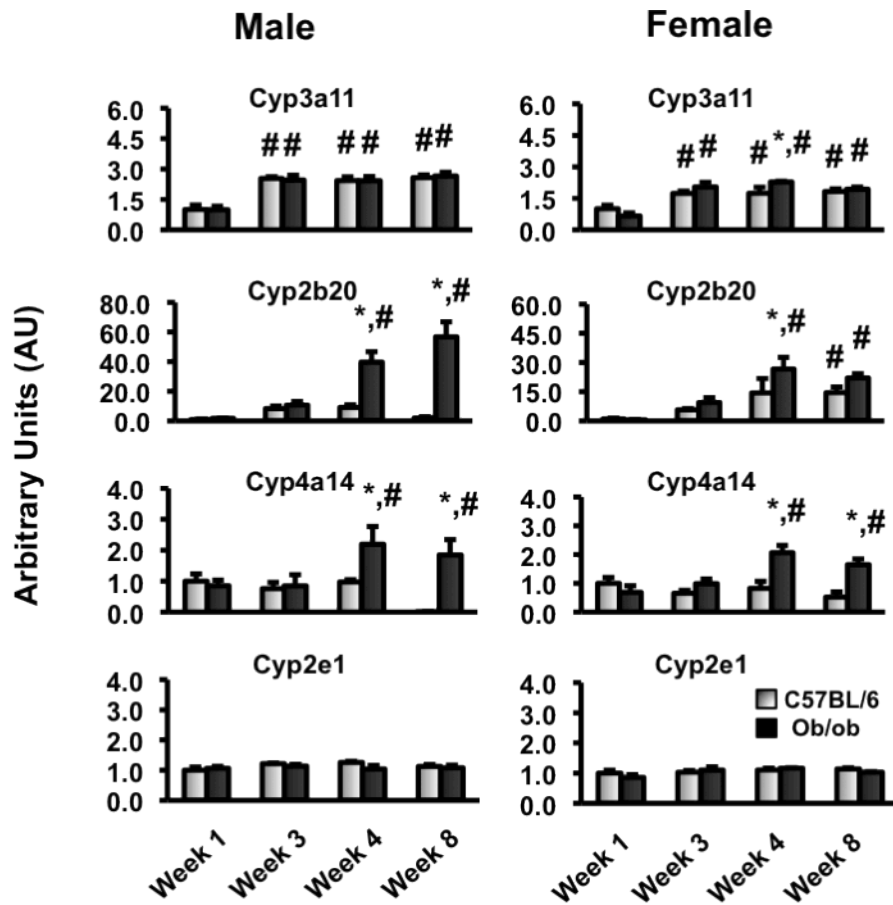 Male
Female
Arbitrary Units (AU)
Cyp3a11
6.0
4.5
3.0
1.5
0.0
# #
# #
# #
Cyp3a11
6.0
4.5
3.0
1.5
0.0
# #
# *,#
# #
Cyp2b20
80.0
60.0
40.0
20.0
0.0
*,#
*,#
Cyp2b20
60.0
45.0
30.0
15.0
0.0
*,#
# #
Cyp4a14
4.0
3.0
2.0
1.0
0.0
*,#
*,#
Cyp4a14
4.0
3.0
2.0
1.0
0.0
*,#
*,#
Cyp2e1
4.0
3.0
2.0
1.0
0.0
Week 1
Week 3
Week 4
Week 8
Cyp2e1
4.0
3.0
2.0
1.0
0.0
C57BL/6
Ob/ob
Week 1
Week 3
Week 4
Week 8